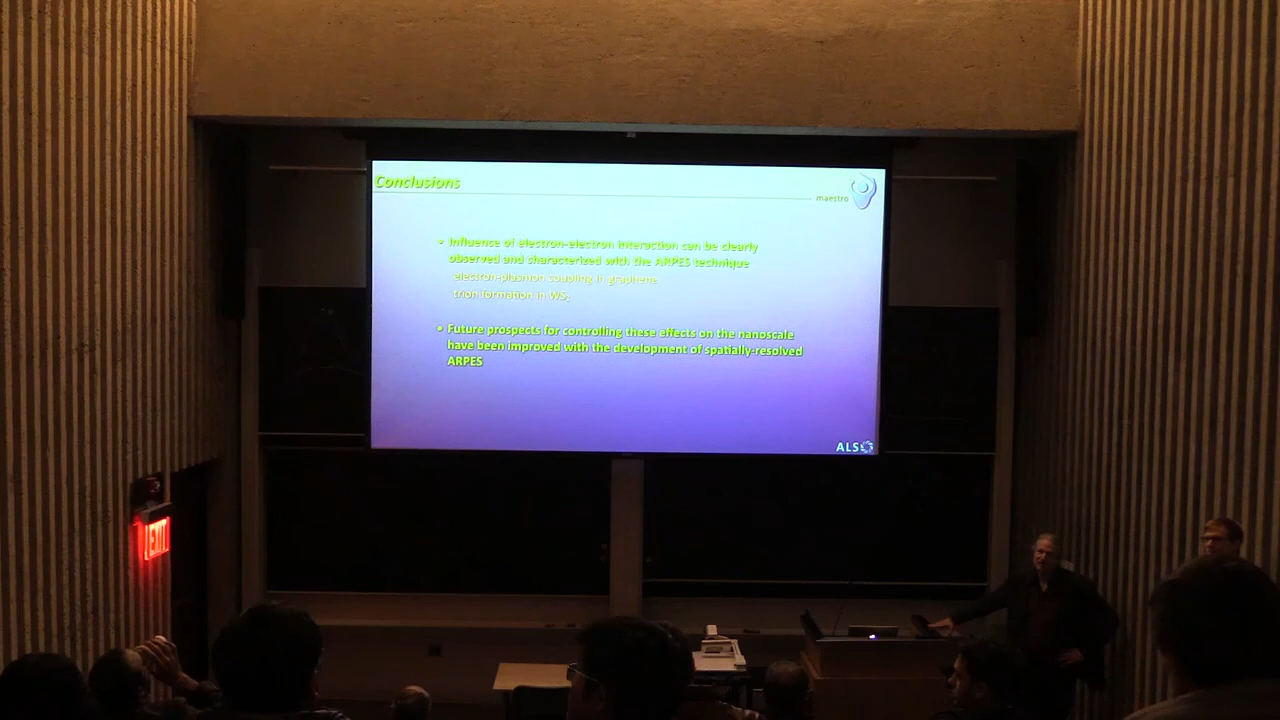 Conclusions
maestro
• Influence of electron-electron interaction can be clearly
observed and characterized with the ARPES technique
electron-plasmon coupling in graphene
trion formation in WS₂
• Future prospects for controlling these effects on the nanoscale
have been improved with the development of spatially-resolved
ARPES
ALS
EXIT